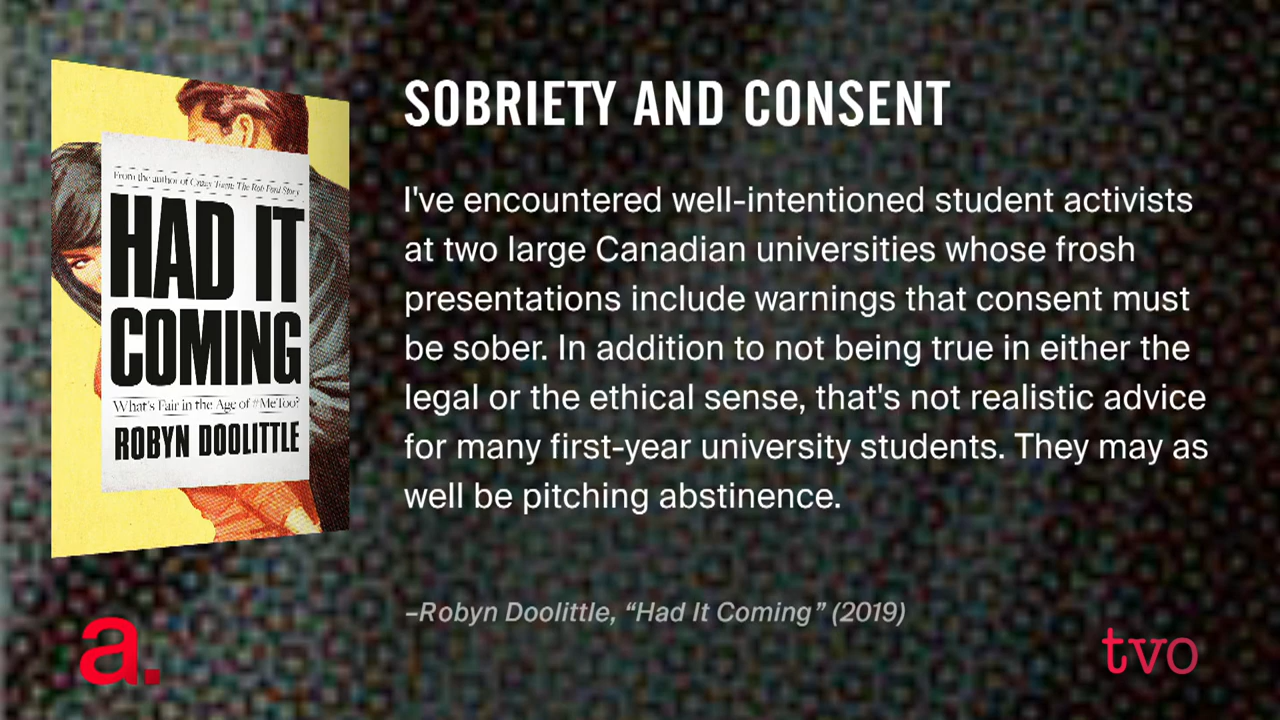 From the author of Crazy Town: The Rob Ford Story
HAD IT
COMING
What's Fair in the Age of #MeToo?
ROBYN DOOLITTLE
SOBRIETY AND CONSENT
I've encountered well-intentioned student activists
at two large Canadian universities whose frosh
presentations include warnings that consent must
be sober. In addition to not being true in either the
legal or the ethical sense, that's not realistic advice
for many first-year university students. They may as
well be pitching abstinence.
–Robyn Doolittle, “Had It Coming” (2019)
a.
tvo